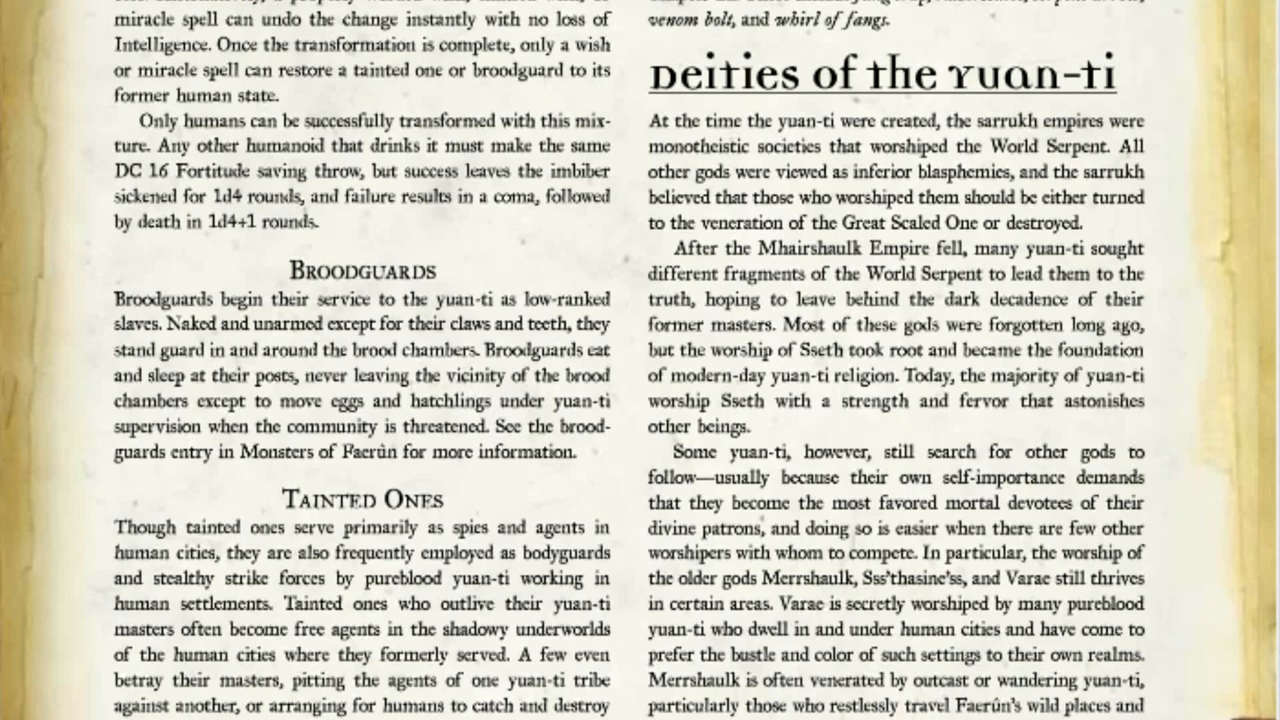 miracle spell can undo the change instantly with no loss of
Intelligence. Once the transformation is complete, only a wish
or miracle spell can restore a tainted one or broodguard to its
former human state.
Only humans can be successfully transformed with this mix-
ture. Any other humanoid that drinks it must make the same
DC 16 Fortitude saving throw, but success leaves the imbiber
sickened for 1d4 rounds, and failure results in a coma, followed
by death in 1d4+1 rounds.
Broodguards
Broodguards begin their service to the yuan-ti as low-ranked
slaves. Naked and unarmed except for their claws and teeth, they
stand guard in and around the brood chambers. Broodguards eat
and sleep at their posts, never leaving the vicinity of the brood
chambers except to move eggs and hatchlings under yuan-ti
supervision when the community is threatened. See the brood-
guards entry in Monsters of Faerûn for more information.
Tainted Ones
Though tainted ones serve primarily as spies and agents in
human cities, they are also frequently employed as bodyguards
and stealthy strike forces by pureblood yuan-ti working in
human settlements. Tainted ones who outlive their yuan-ti
masters often become free agents in the shadowy underworlds
of the human cities where they formerly served. A few even
betray their masters, pitting the agents of one yuan-ti tribe
against another, or arranging for humans to catch and destroy
venom bolt, and whirl of fangs.
Deities of the Yuan-ti
At the time the yuan-ti were created, the sarrukh empires were
monotheistic societies that worshiped the World Serpent. All
other gods were viewed as inferior blasphemies, and the sarrukh
believed that those who worshiped them should be either turned
to the veneration of the Great Scaled One or destroyed.
After the Mhairshaulk Empire fell, many yuan-ti sought
different fragments of the World Serpent to lead them to the
truth, hoping to leave behind the dark decadence of their
former masters. Most of these gods were forgotten long ago,
but the worship of Sseth took root and became the foundation
of modern-day yuan-ti religion. Today, the majority of yuan-ti
worship Sseth with a strength and fervor that astonishes
other beings.
Some yuan-ti, however, still search for other gods to
follow—usually because their own self-importance demands
that they become the most favored mortal devotees of their
divine patrons, and doing so is easier when there are few other
worshipers with whom to compete. In particular, the worship of
the older gods Merrshaulk, Sss'thasine'ss, and Varae still thrives
in certain areas. Varae is secretly worshiped by many pureblood
yuan-ti who dwell in and under human cities and have come to
prefer the bustle and color of such settings to their own realms.
Merrshaulk is often venerated by outcast or wandering yuan-ti,
particularly those who restlessly travel Faerûn's wild places and